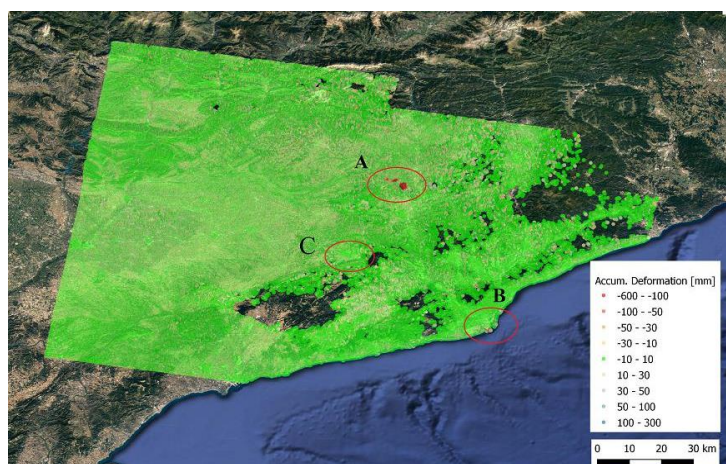 A
C
B
Accum. Deformation [mm]
-600 - -100
-100 - -50
-50 - -30
-30 - -10
-10 - 10
10 - 30
30 - 50
50 - 100
100 - 300
0 10 20 30 km